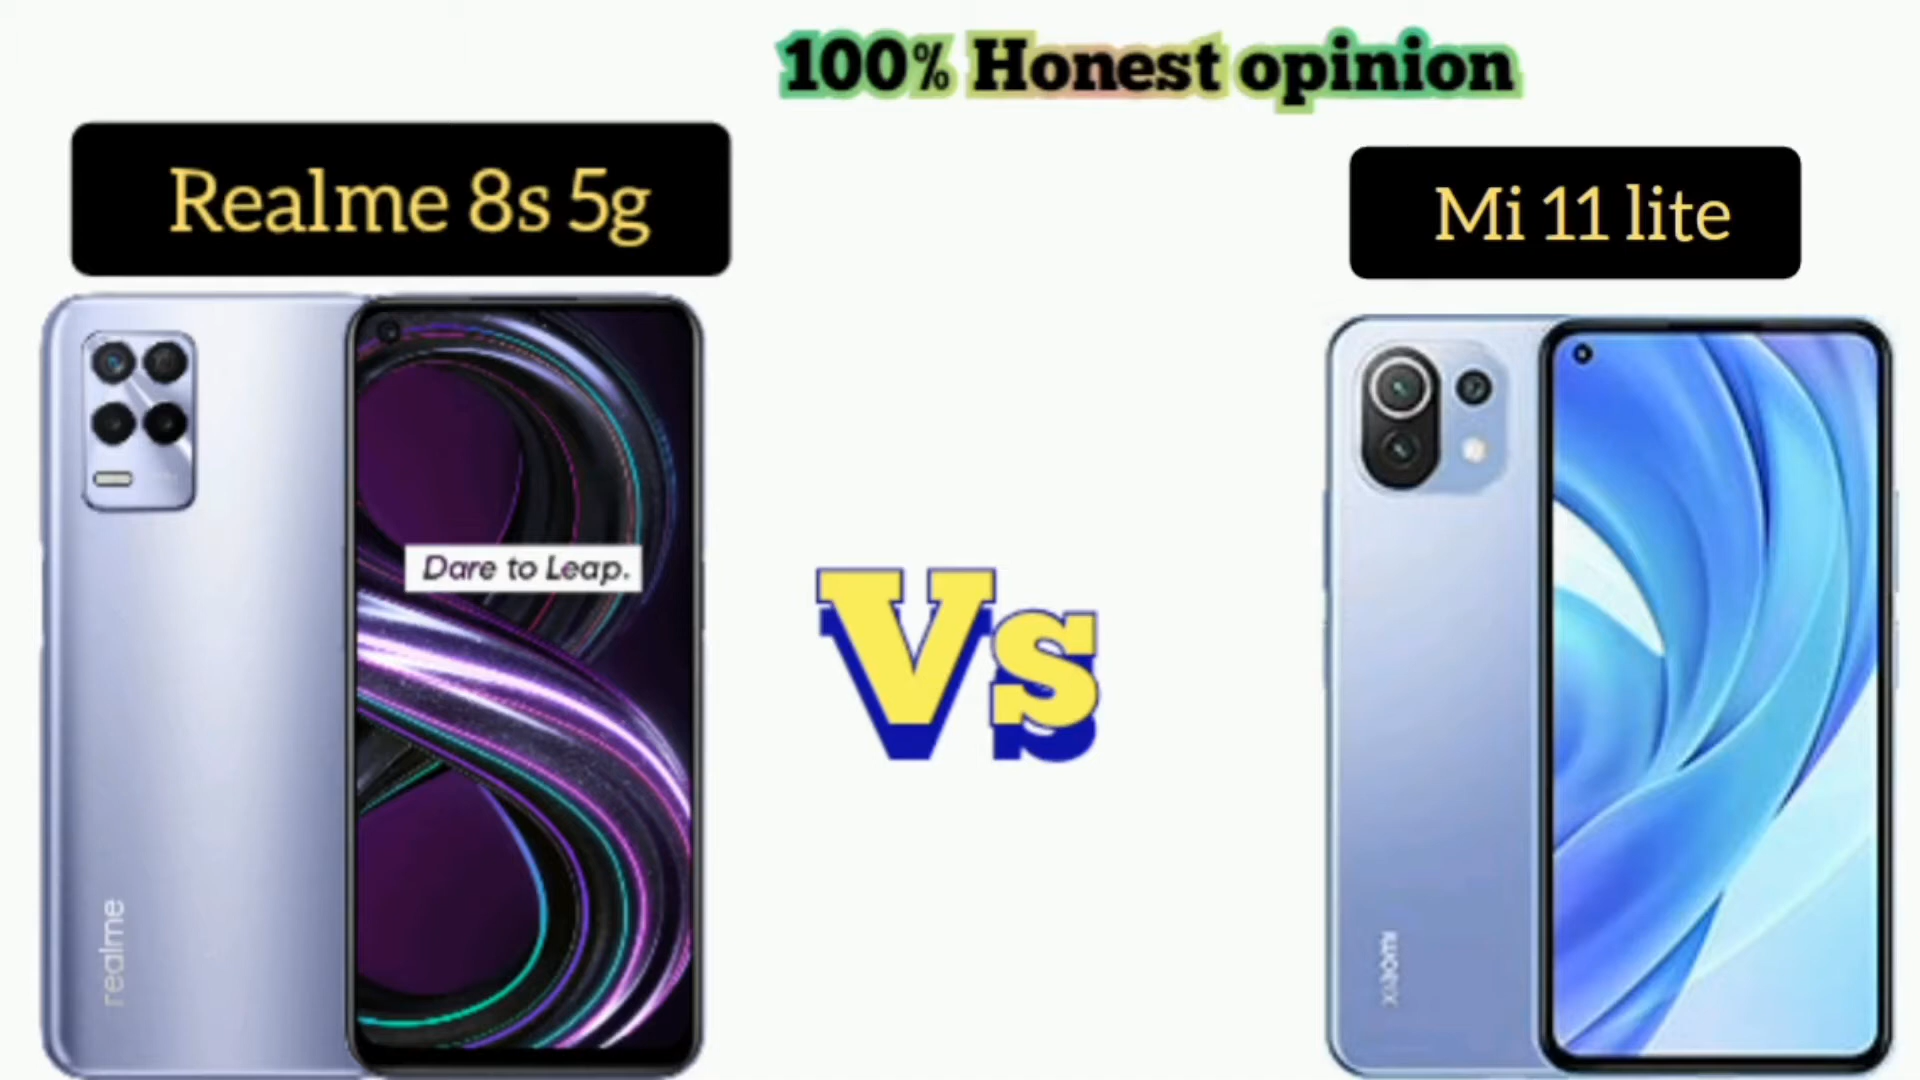 100% Honest opinion
Realme 8s 5g
Mi 11 lite
Dare to Leap.
Vs
realme
xiaomi